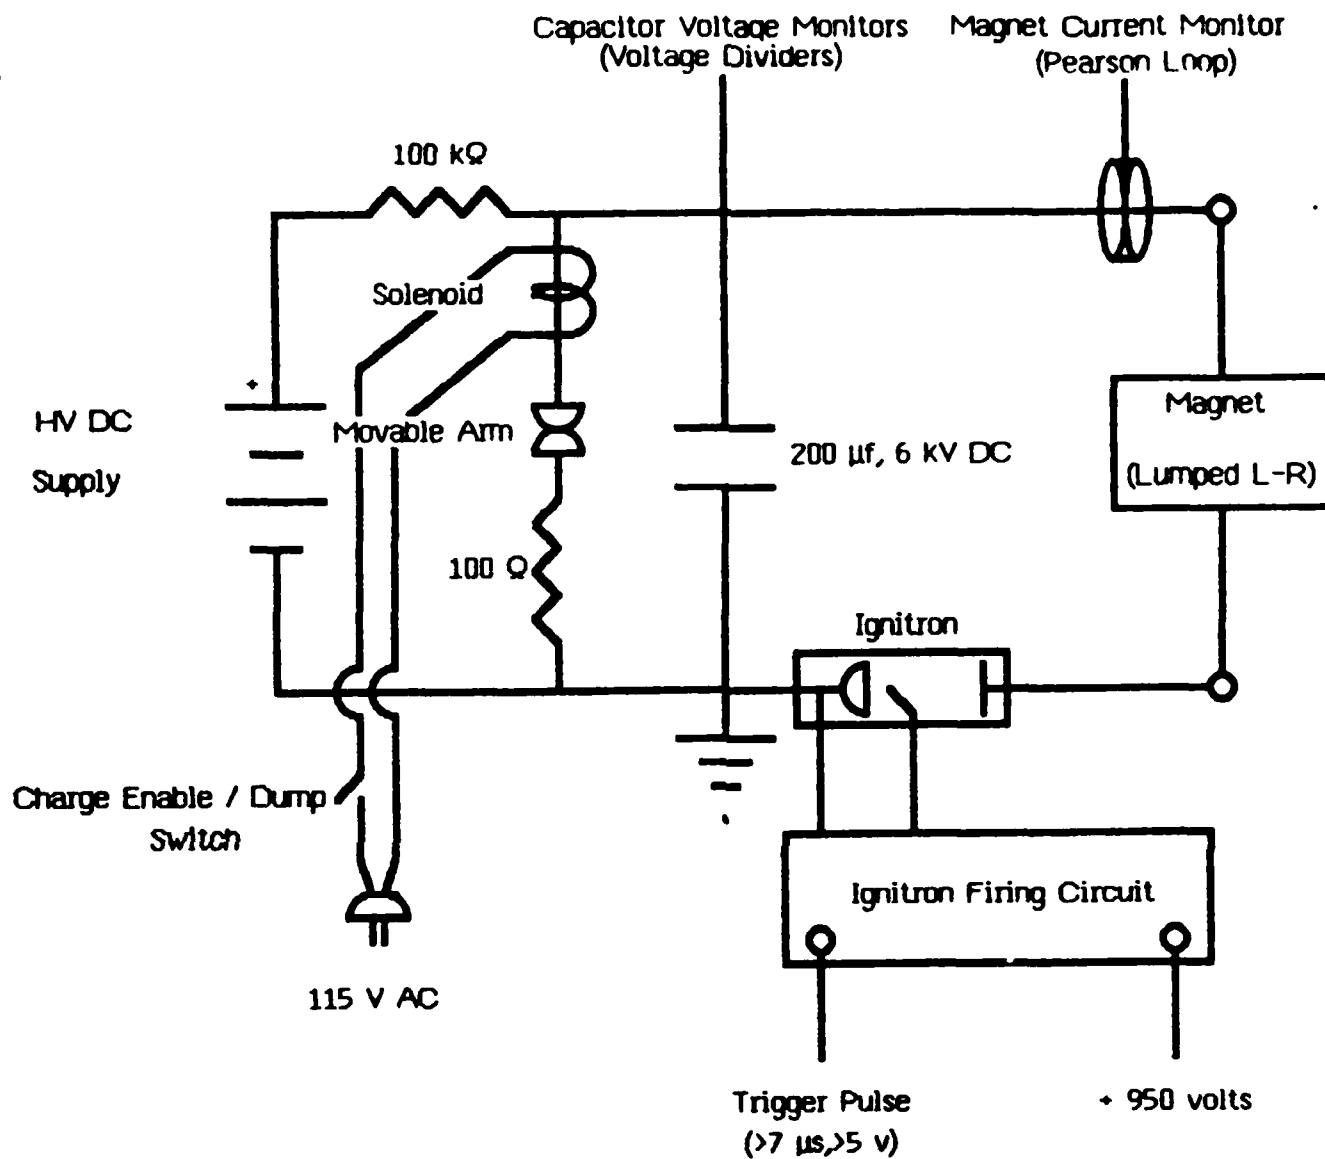 Capacitor Voltage Monitors
(Voltage Dividers)
Magnet Current Monitor
(Pearson Loop)
100 kΩ
Solenoid
+
HV DC
Supply
Movable Arm
200 µf, 6 KV DC
Magnet
(Lumped L-R)
100 Ω
Ignitron
Charge Enable / Dump
Switch
Ignitron Firing Circuit
115 V AC
Trigger Pulse
(>7 µs,>5 v)
+ 950 volts